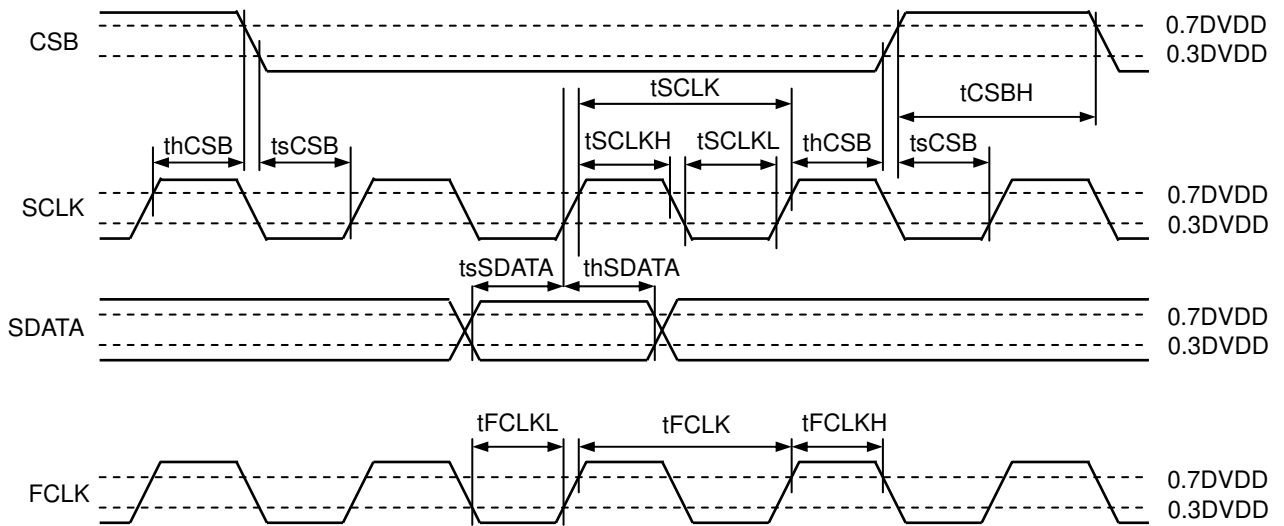 CSB
0.7DVDD
0.3DVDD
tSCLK
tCSBH
thCSB
tsCSB
tSCLKH
tSCLKL
thCSB
tsCSB
SCLK
0.7DVDD
0.3DVDD
tsSDATA
thSDATA
SDATA
0.7DVDD
0.3DVDD
tFCLKL
tFCLK
tFCLKH
FCLK
0.7DVDD
0.3DVDD